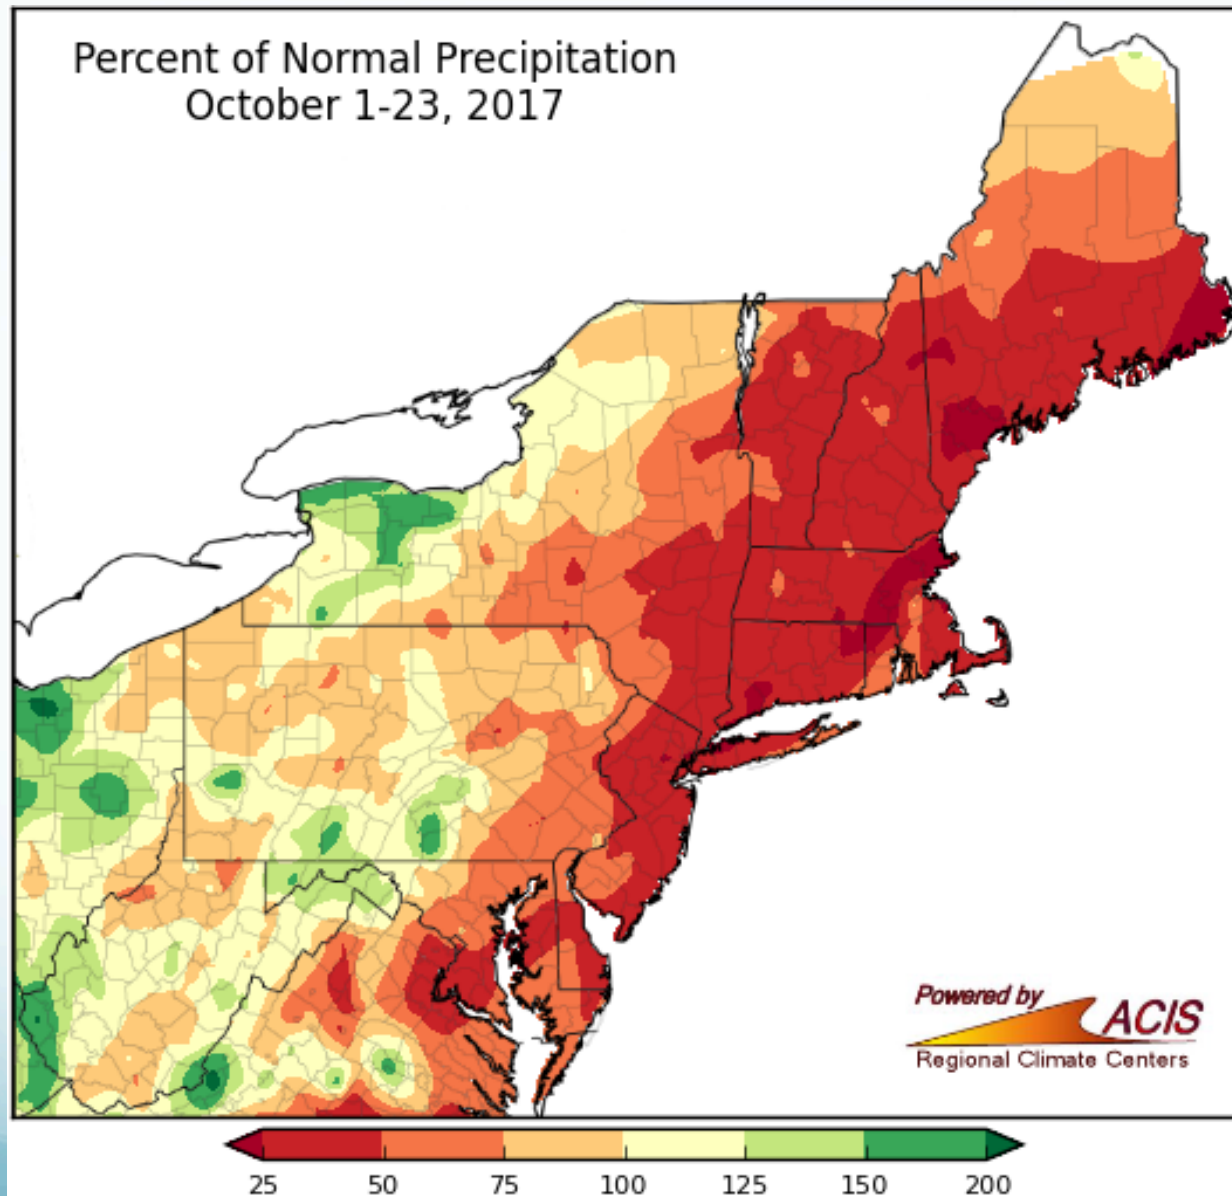 Percent of Normal Precipitation
October 1-23, 2017
Powered by
ACIS
Regional Climate Centers
25 50 75 100 125 150 200